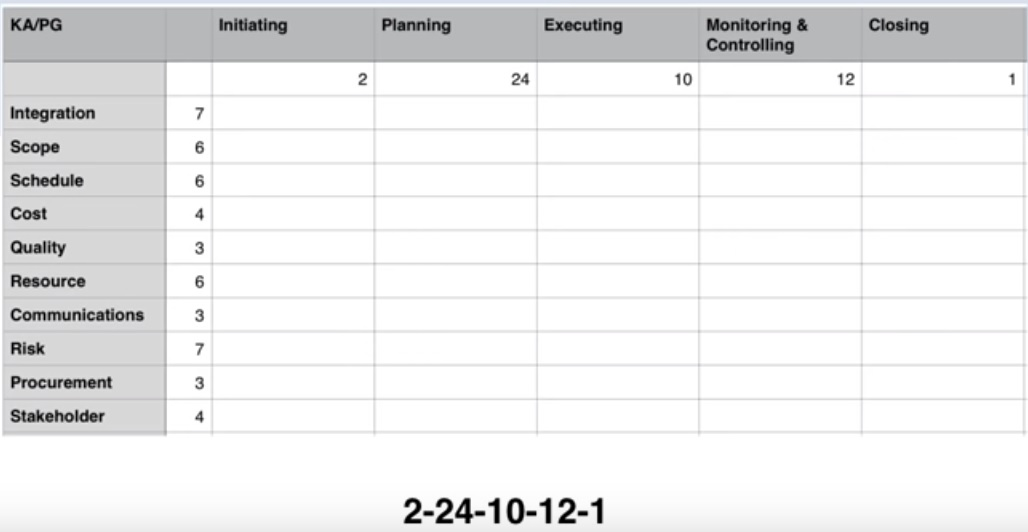 KA/PG Initiating Planning Executing Monitoring & Controlling Closing
2 24 10 12 1
Integration 7
Scope 6
Schedule 6
Cost 4
Quality 3
Resource 6
Communications 3
Risk 7
Procurement 3
Stakeholder 4
2-24-10-12-1